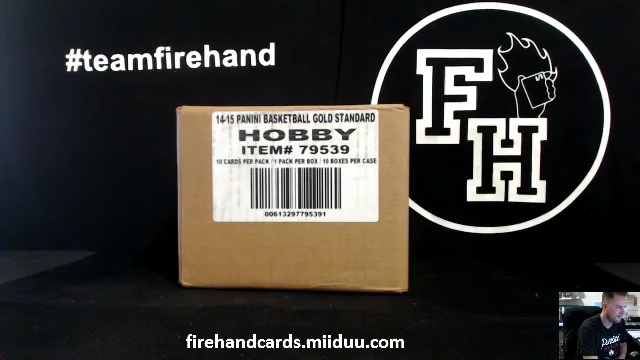 #teamfirehand
FH
14-15 PANINI BASKETBALL GOLD STANDARD
HOBBY
ITEM# 79539
10 CARDS PER PACK / 1 PACK PER BOX / 10 BOXES PER CASE
00613297795391
firehandcards.miiduu.com